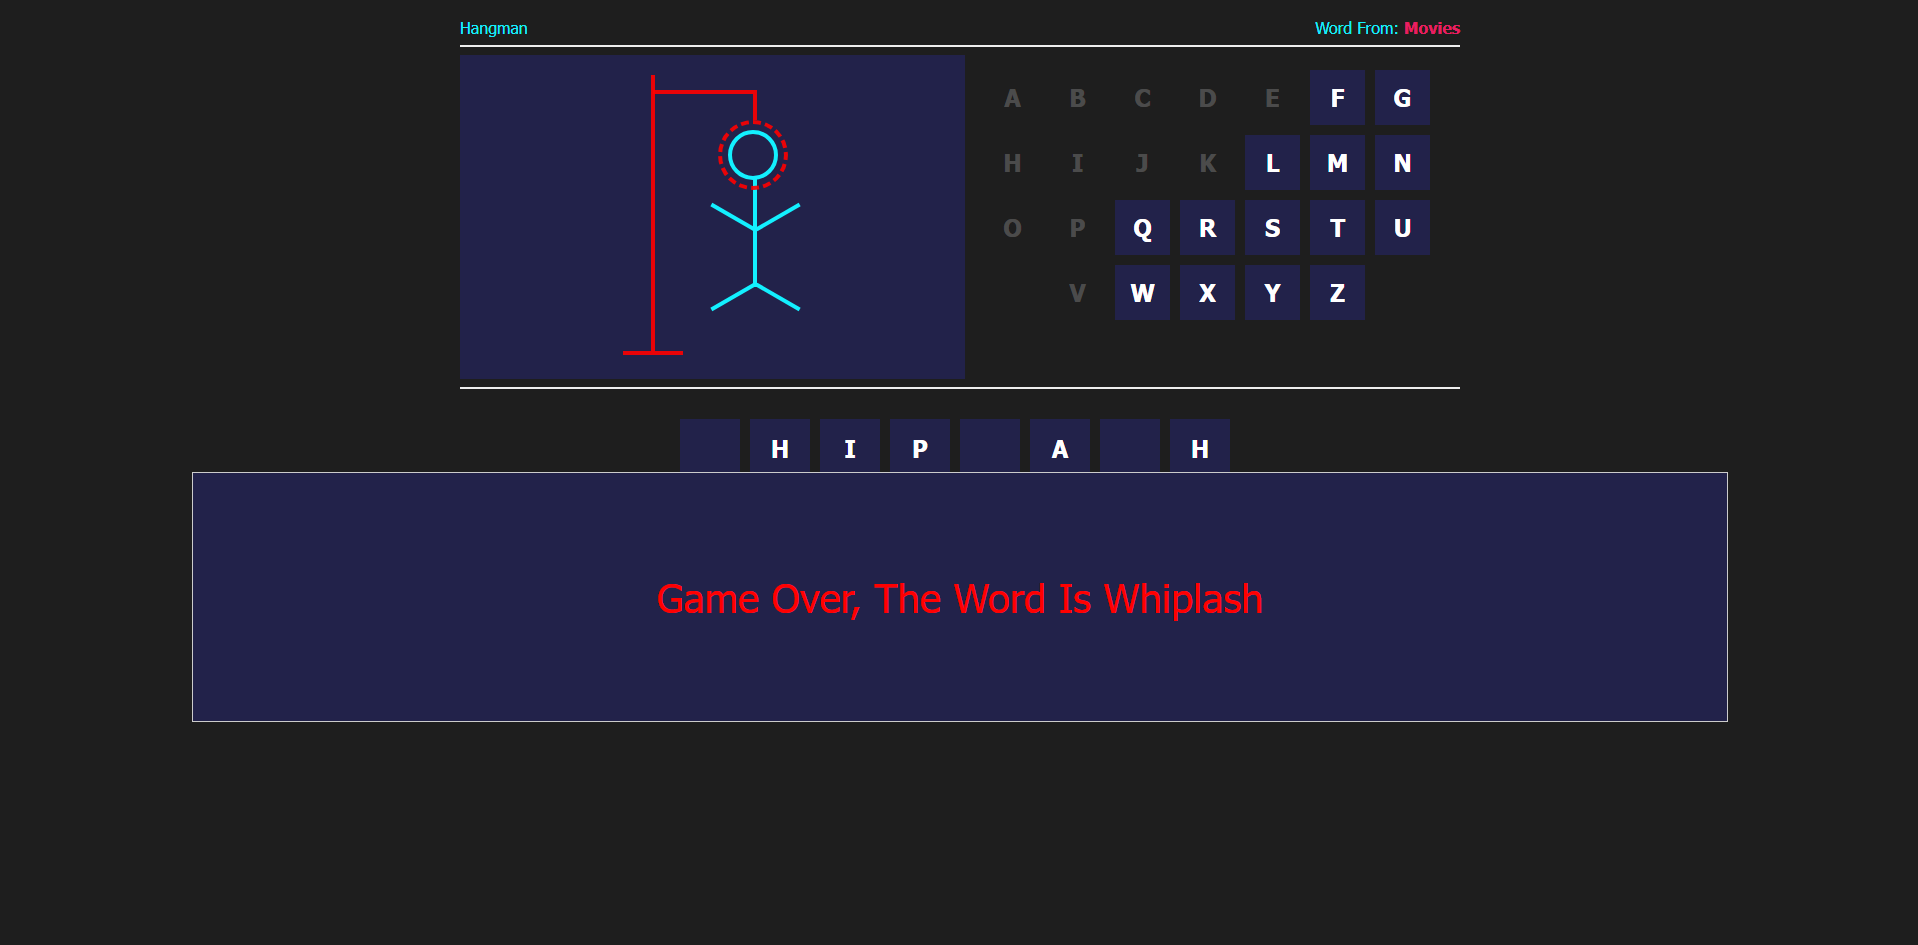 Hangman
Word From: Movies
A B C D E F G
H I J K L M N
O P Q R S T U
V W X Y Z
H I P A H
Game Over, The Word Is Whiplash